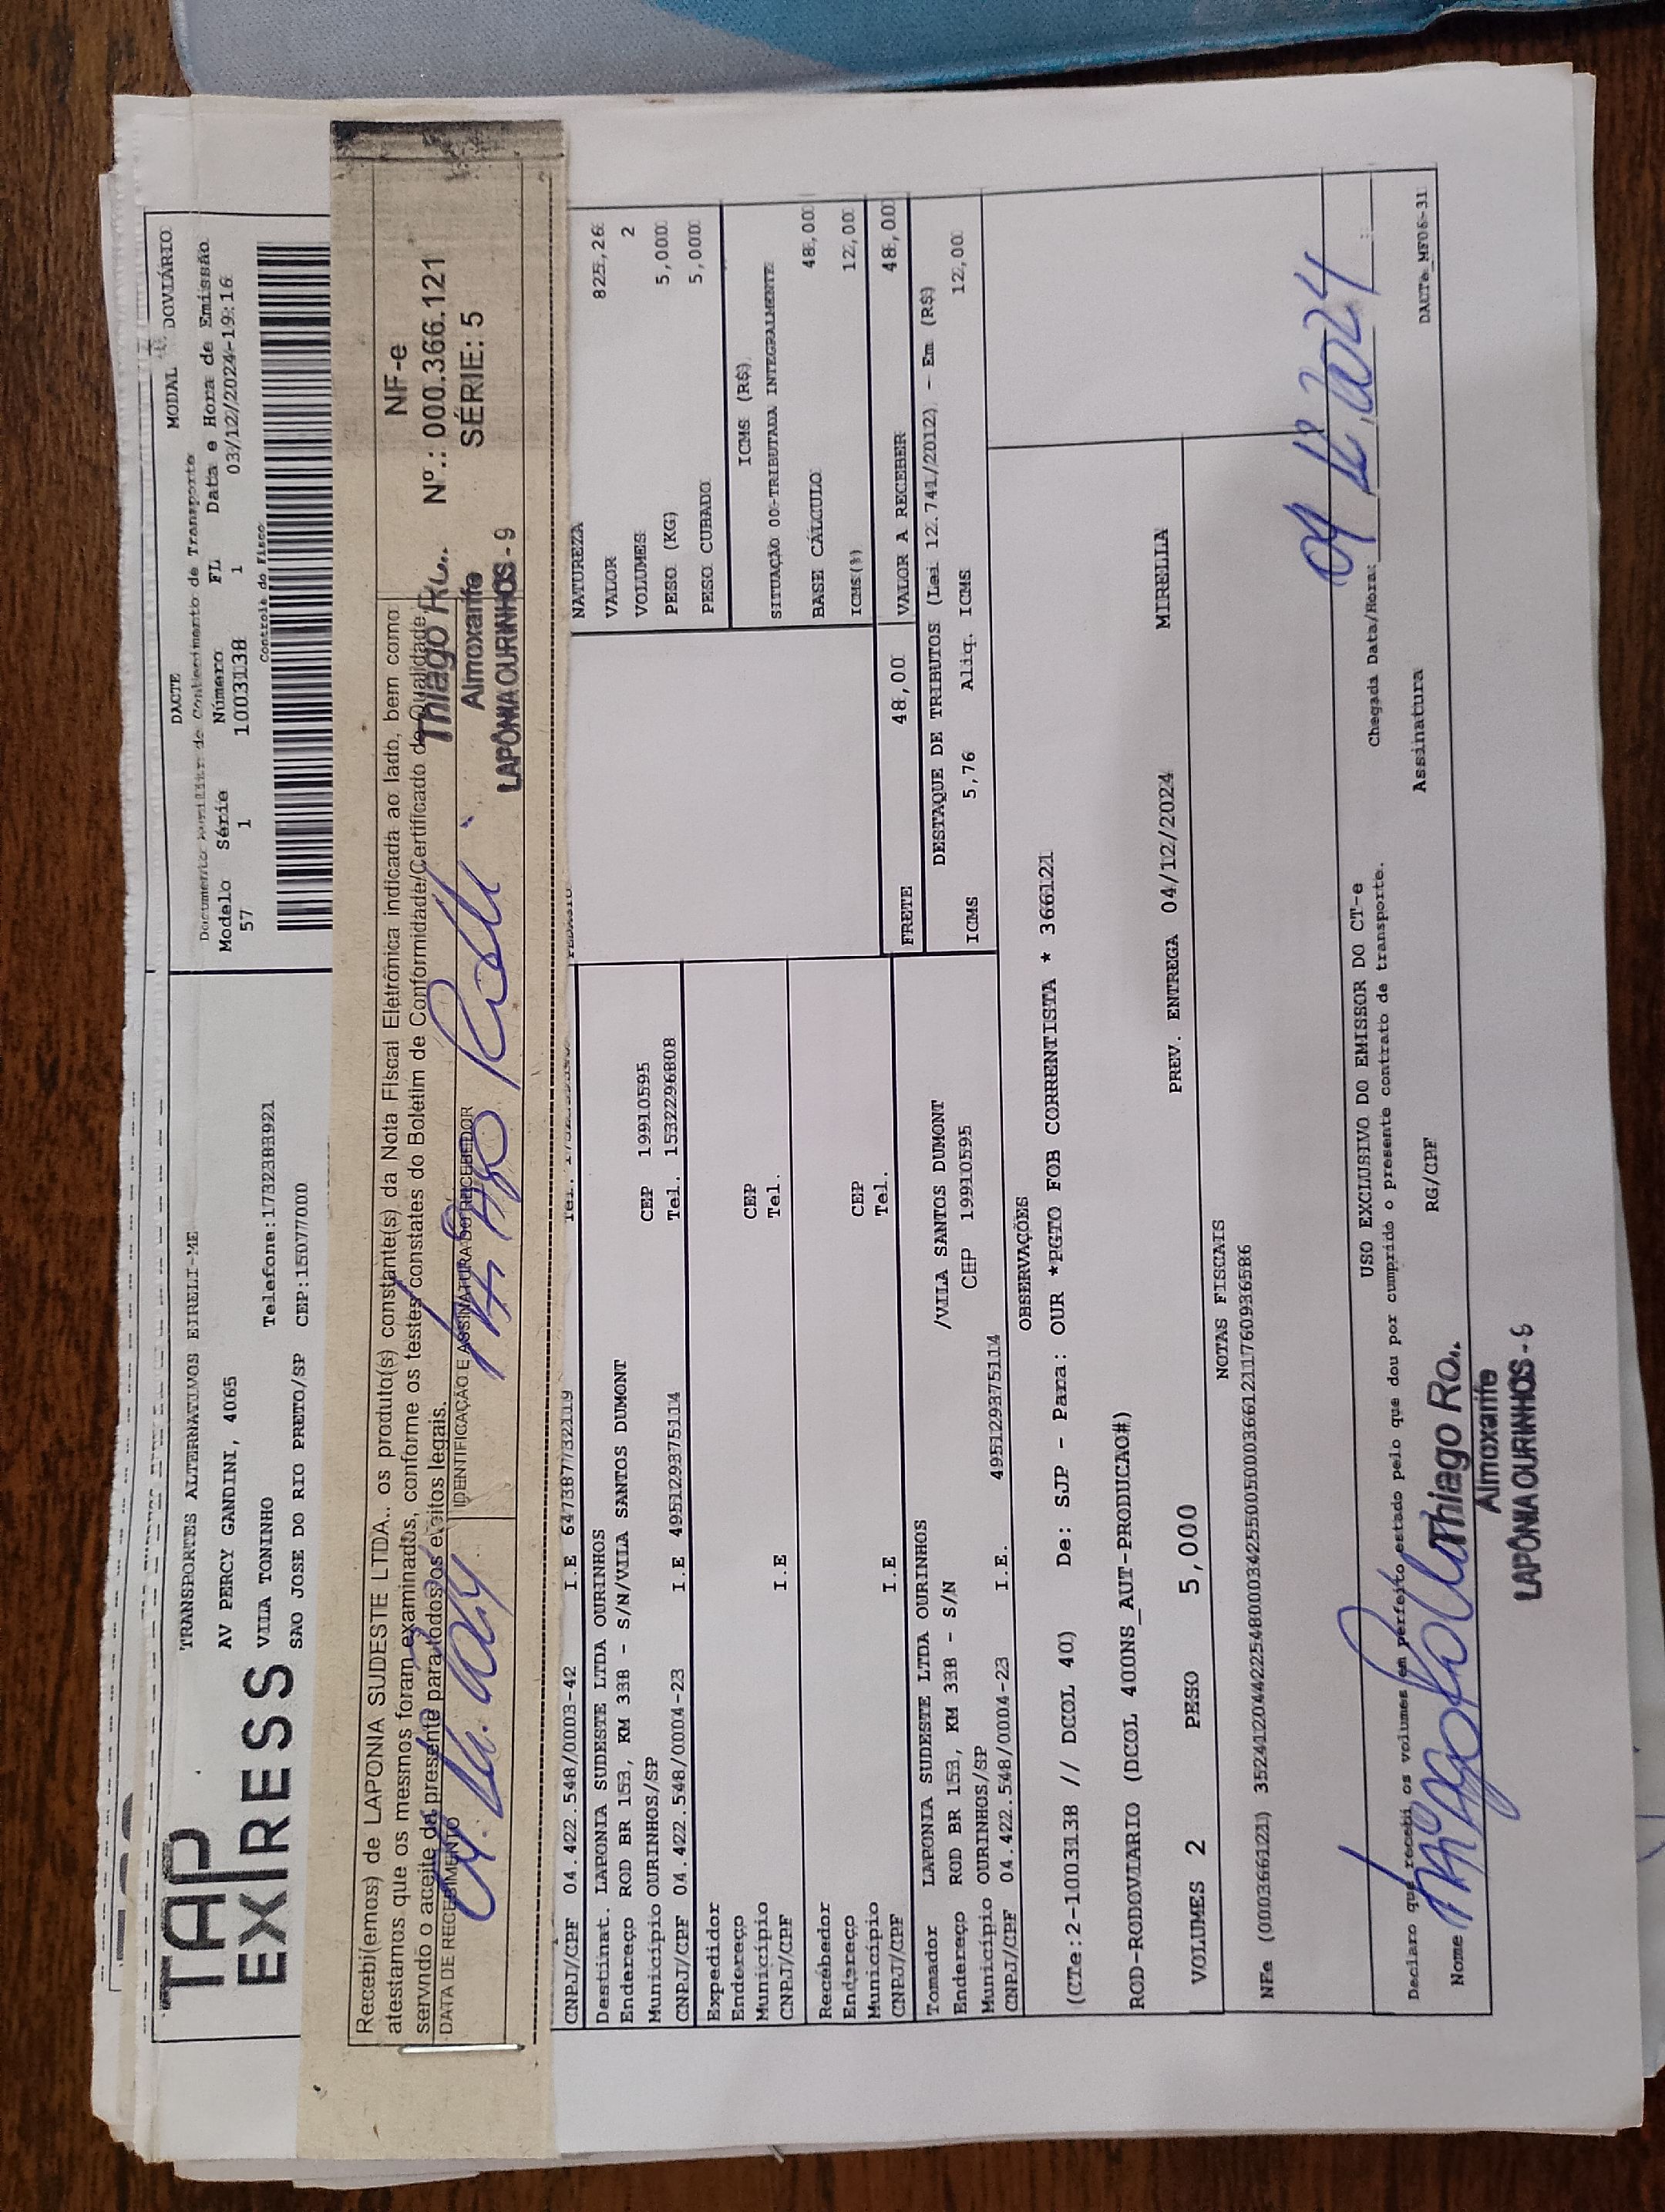 TAP
EXPRESS
TRANSPORTES ALTERNATIVOS EIRELI-ME
AV PERCY GANDINI, 4065
VILA TONINHO Telefone:1732383921
SAO JOSE DO RIO PRETO/SP CEP:15077000
DACTE MODAL DOVIÁRIO
Documento Auxiliar do Conhecimento de Transporte
Modelo Série Número FL Data e Hora de Emissão
57 1 10031138 1 03/12/2024-19:16
Controle do Fisco
Recebi(emos) de LAPONIA SUDESTE LTDA.. os produto(s) constante(s) da Nota Fiscal Eletrônica indicada ao lado, bem como
atestamos que os mesmos foram examinados, conforme os testes constates do Boletim de Conformidade/Certificado de Qualidade,
servndo o aceite da presente para todos os efeitos legais.
DATA DE RECEBIMENTO IDENTIFICAÇÃO E ASSINATURA DO RECEBEDOR
Thiago
Thiago Ro..
Almoxarife
LAPÔNIA OURINHOS - 9
NF-e
Nº.: 000.366.121
SÉRIE: 5
CNPJ/CPF 04.422.548/0003-42 I.E 647387732119 Tel.
Destinat. LAPONIA SUDESTE LTDA OURINHOS
Endereço ROD BR 153, KM 338 - S/N/VILA SANTOS DUMONT
Município OURINHOS/SP CEP 19910595
CNPJ/CPF 04.422.548/0004-23 I.E 495129375114 Tel. 1532296808
Expedidor
Endereço
Município CEP
CNPJ/CPF I.E Tel.
Recebedor
Endereço
Município CEP
CNPJ/CPF I.E Tel.
NATUREZA
VALOR 825,26
VOLUMES 2
PESO (KG) 5,000
PESO CUBADO 5,000
ICMS (R$)
SITUAÇÃO 00-TRIBUTADA INTEGRALMENTE
BASE CÁLCULO 48,00
ICMS(%) 12,00
FRETE 48,00 VALOR A RECEBER 48,00
DESTAQUE DE TRIBUTOS (Lei 12.741/2012) - Em (R$)
ICMS 5,76 Aliq. ICMS 12,00
Tomador LAPONIA SUDESTE LTDA OURINHOS
Endereço ROD BR 153, KM 338 - S/N /VILA SANTOS DUMONT
Município OURINHOS/SP CEP 19910595
CNPJ/CPF 04.422.548/0004-23 I.E. 495129375114
OBSERVAÇÕES
(CTe:2-10031138 // DCOL 40) De: SJP - Para: OUR *PGTO FOB CORRENTISTA * 366121
ROD-RODOVIARIO (DCOL 400NS_AUT-PRODUCAO#)
VOLUMES 2 PESO 5,000 PREV. ENTREGA 04/12/2024 MIRELLA
NOTAS FISCAIS
NFe (000366121) 35241204422548000342550050003661211176093658​6
USO EXCLUSIVO DO EMISSOR DO CT-e
Declaro que recebi os volumes em perfeito estado pelo que dou por cumprido o presente contrato de transporte.
Chegada Data/Hora: 04 12 2024
Nome Thiago RG/CPF Assinatura
Thiago Ro..
Almoxarife
LAPÔNIA OURINHOS - 9
DACTe_MF06-31